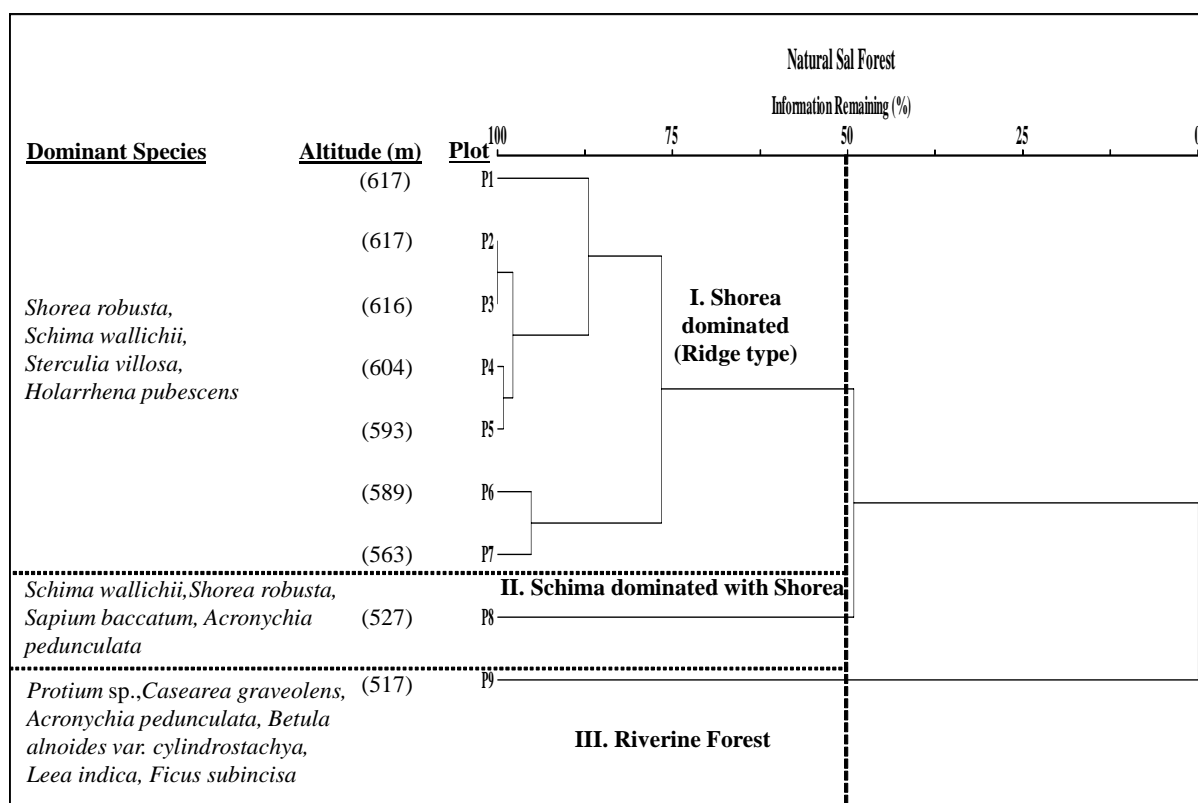 Natural Sal Forest
Information Remaining (%)
100 75 50 25 0
Dominant Species Altitude (m) Plot
(617) P1
(617) P2
(616) P3
(604) P4
(593) P5
(589) P6
(563) P7
Shorea robusta,
Schima wallichii,
Sterculia villosa,
Holarrhena pubescens
I. Shorea
dominated
(Ridge type)
II. Schima dominated with Shorea
Schima wallichii,Shorea robusta,
Sapium baccatum, Acronychia
pedunculata
(527) P8
(517) P9
Protium sp.,Casearea graveolens,
Acronychia pedunculata, Betula
alnoides var. cylindrostachya,
Leea indica, Ficus subincisa
III. Riverine Forest